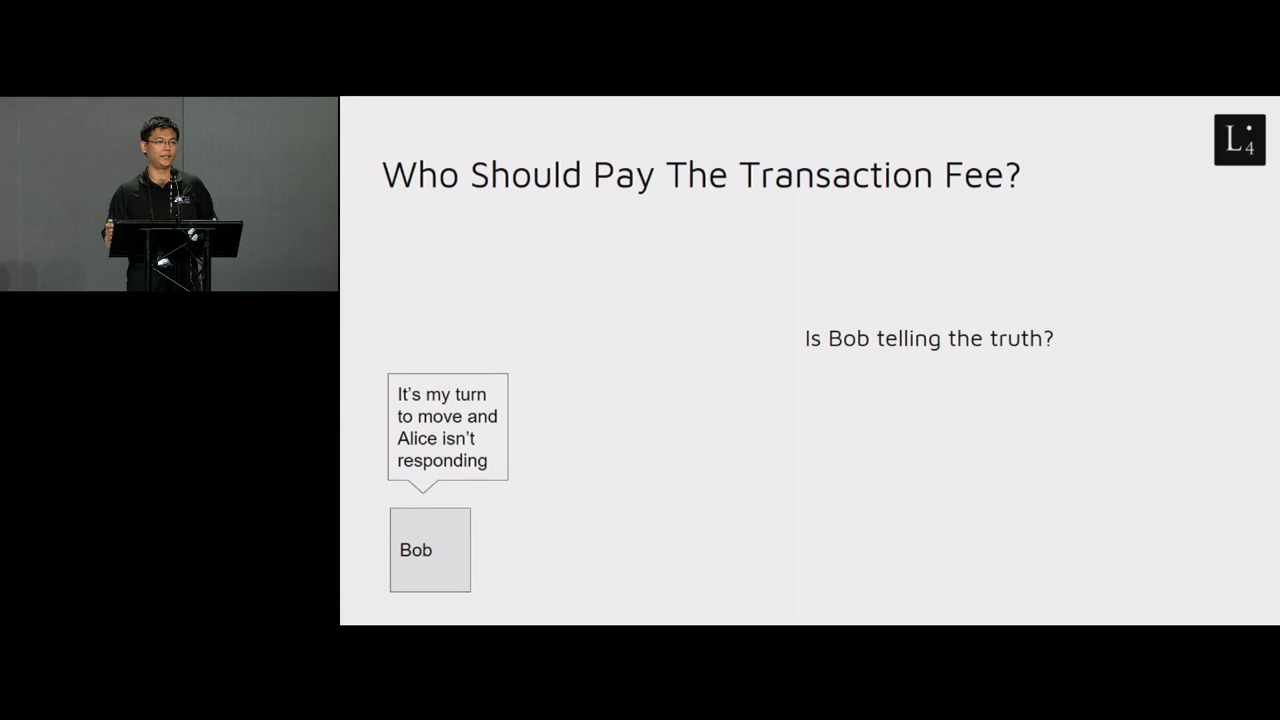 L4
Who Should Pay The Transaction Fee?
Is Bob telling the truth?
It's my turn
to move and
Alice isn't
responding
Bob